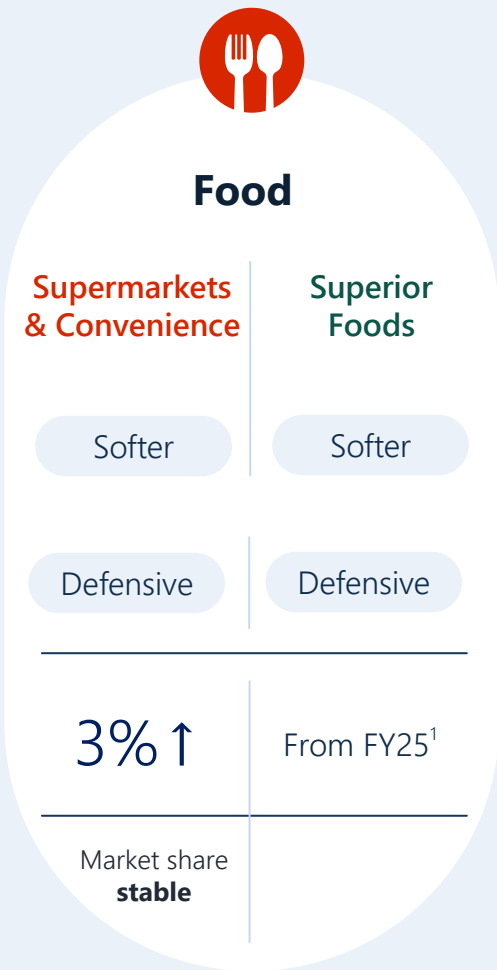 Food
Supermarkets
& Convenience
Superior
Foods
Softer
Softer
Defensive
Defensive
3%↑
From FY25¹
Market share
stable